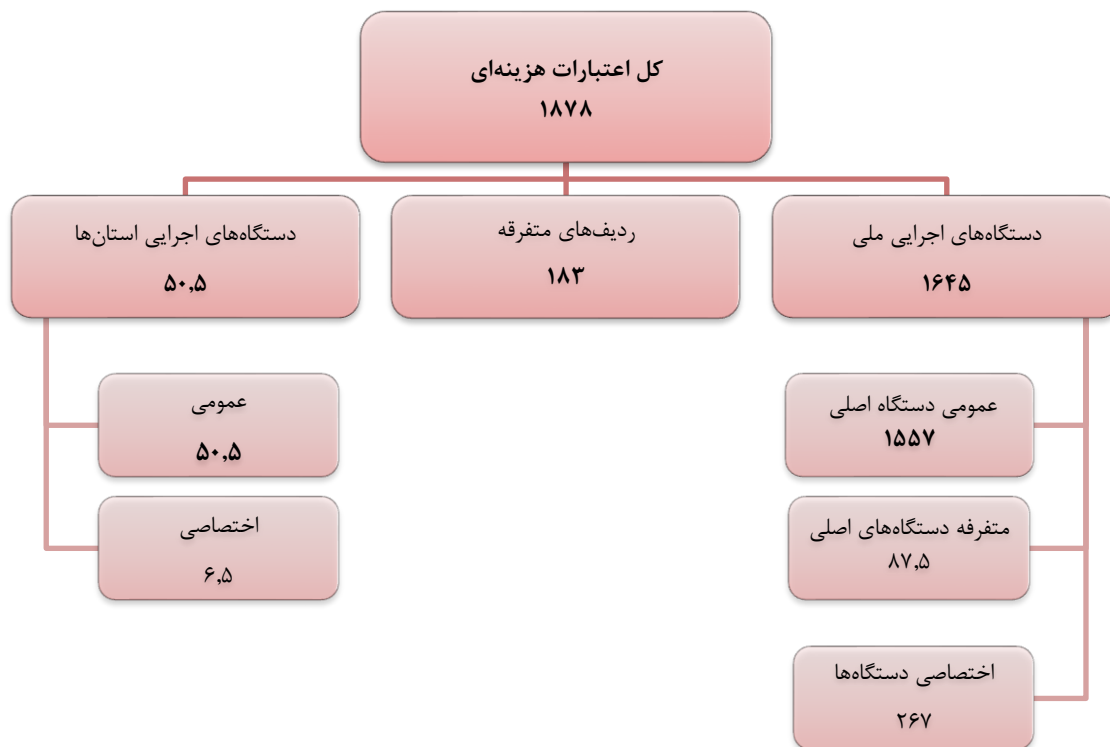 کل اعتبارات هزینه‌ای
۱۸۷۸
دستگاه‌های اجرایی ملی
۱۶۴۵
ردیف‌های متفرقه
۱۸۳
دستگاه‌های اجرایی استان‌ها
۵۰,۵
عمومی دستگاه اصلی
۱۵۵۷
متفرفه دستگاه‌های اصلی
۸۷,۵
اختصاصی دستگاه‌ها
۲۶۷
عمومی
۵۰,۵
اختصاصی
۶,۵